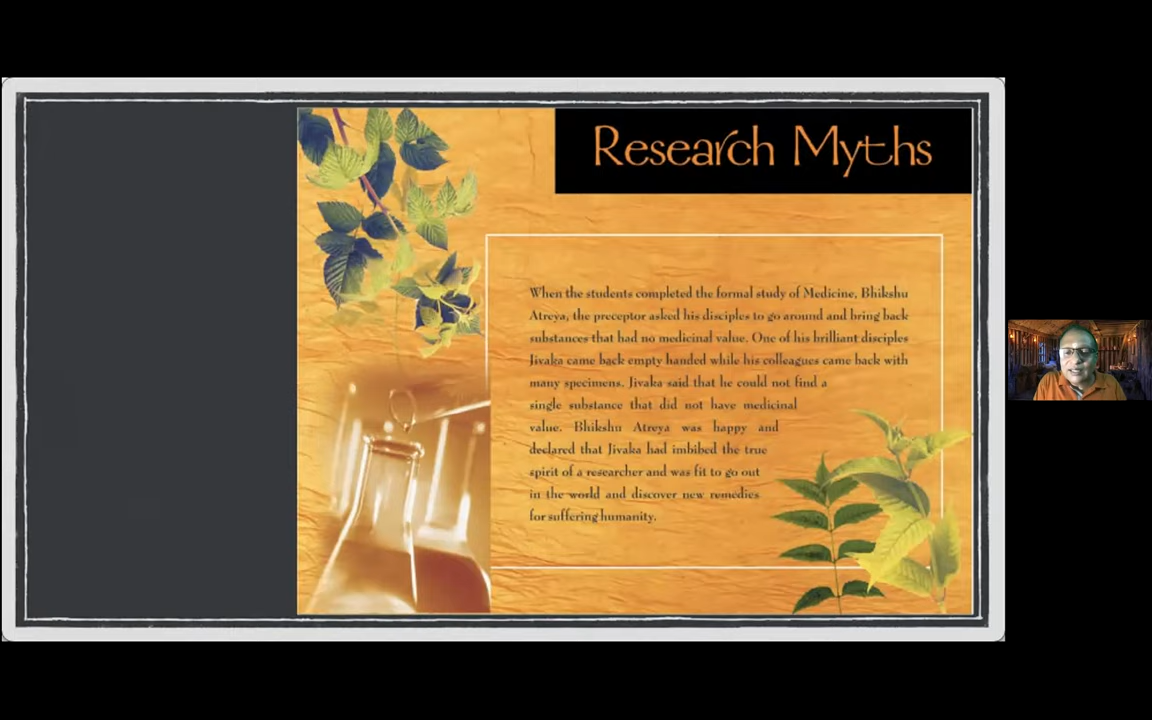 Research Myths
When the students completed the formal study of Medicine, Bhikshu
Atreya, the preceptor asked his disciples to go around and bring back
substances that had no medicinal value. One of his brilliant disciples
Jivaka came back empty handed while his colleagues came back with
many specimens. Jivaka said that he could not find a
single substance that did not have medicinal
value. Bhikshu Atreya was happy and
declared that Jivaka had imbibed the true
spirit of a researcher and was fit to go out
in the world and discover new remedies
for suffering humanity.